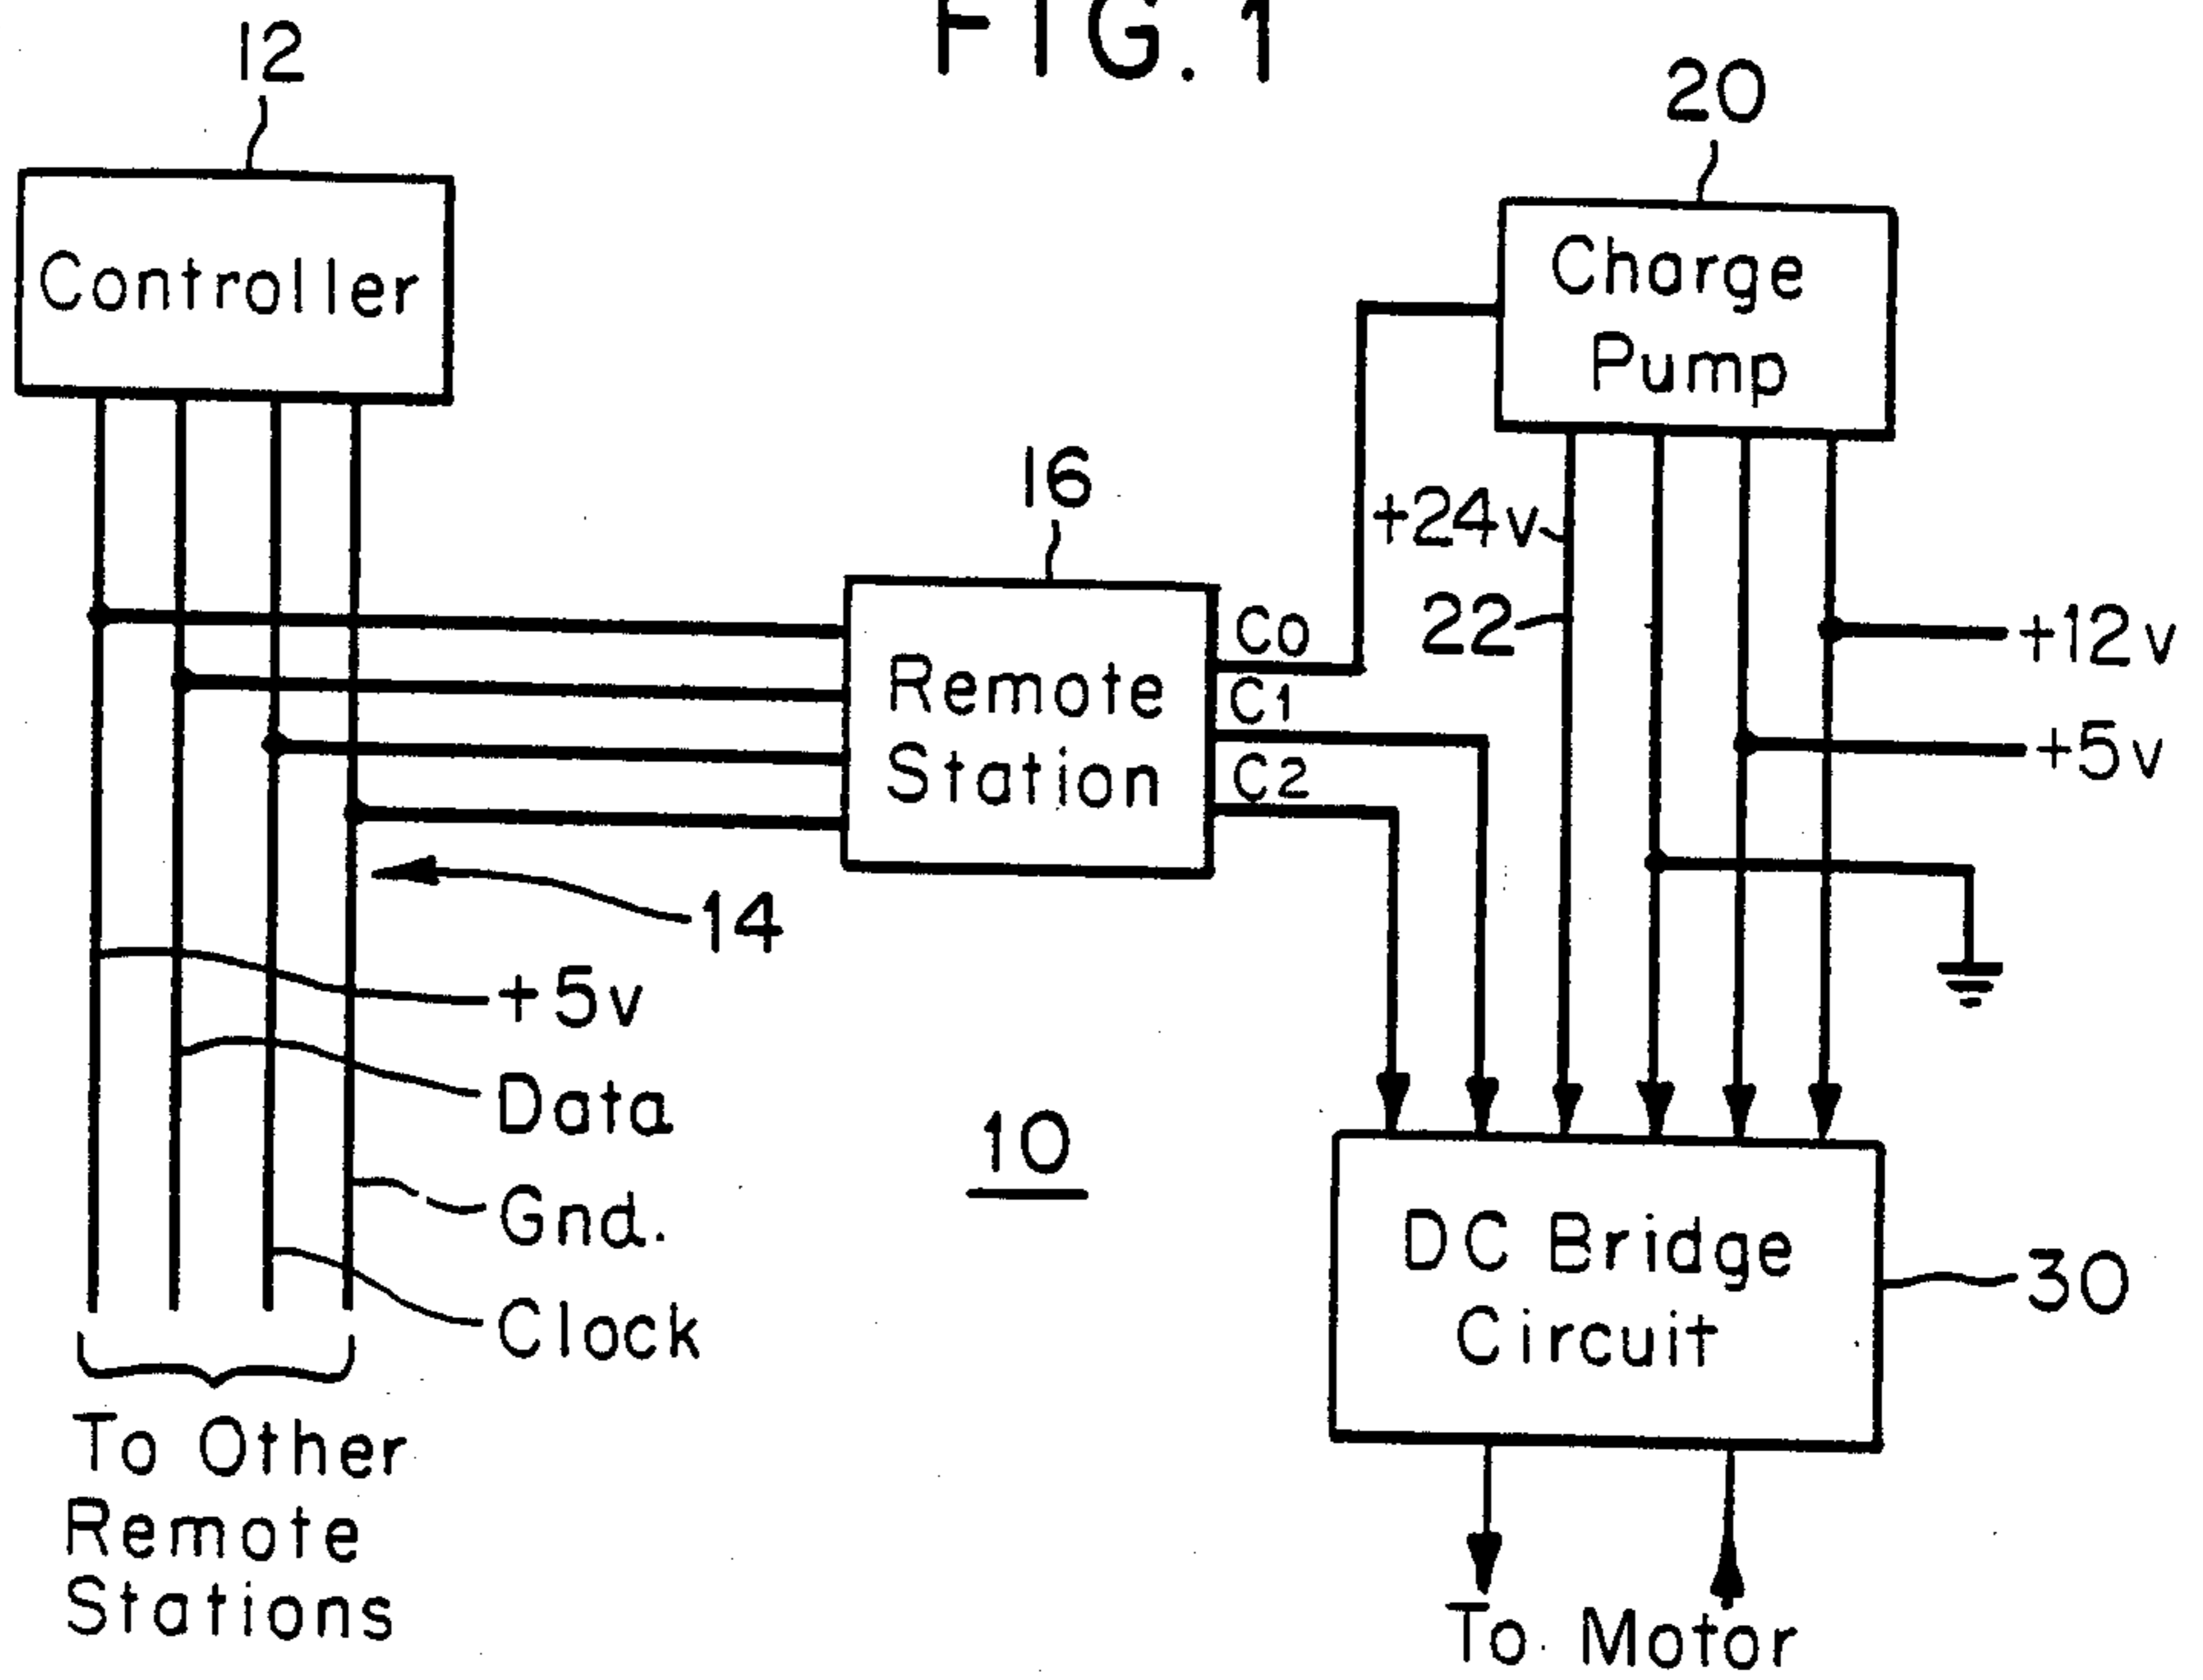 FIG. 1
12
20
Controller
Charge
Pump
16
+24v
22
Co
C1
C2
Remote
Station
+12v
+5v
14
+5v
Data
Gnd.
Clock
10
DC Bridge
Circuit
30
To Other
Remote
Stations
To Motor